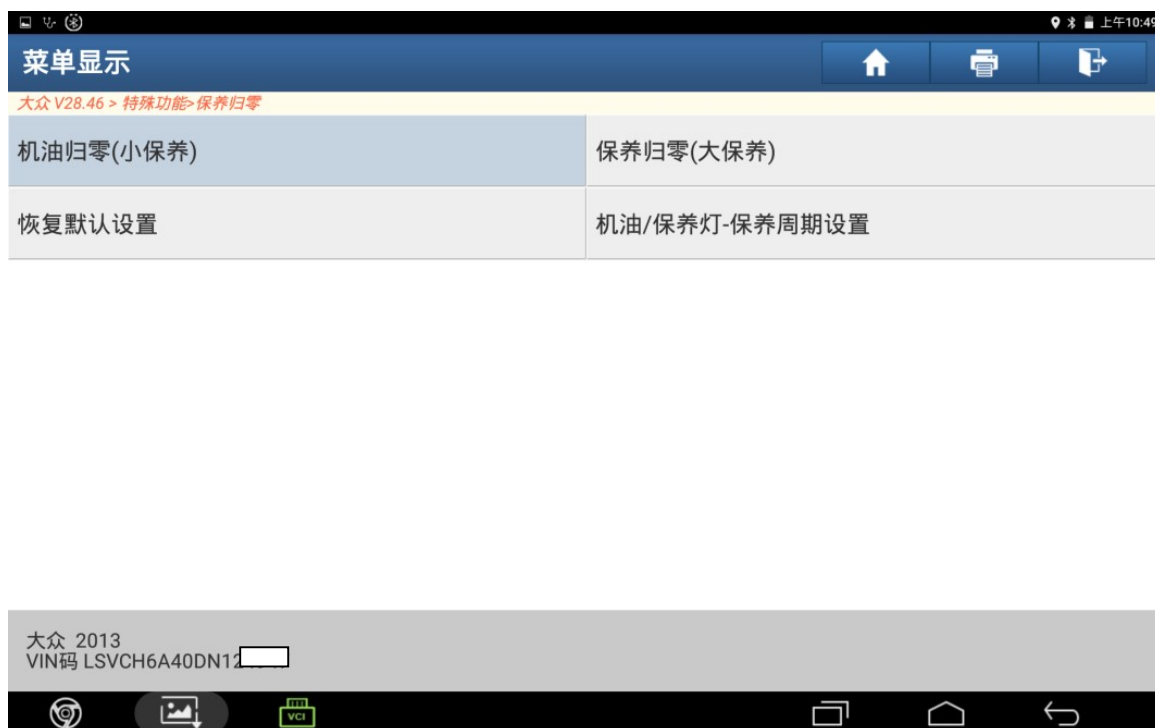 上午10:49
菜单显示
大众 V28.46 > 特殊功能>保养归零
机油归零(小保养)
保养归零(大保养)
恢复默认设置
机油/保养灯-保养周期设置
大众 2013
VIN码 LSVCH6A40DN12
VCI